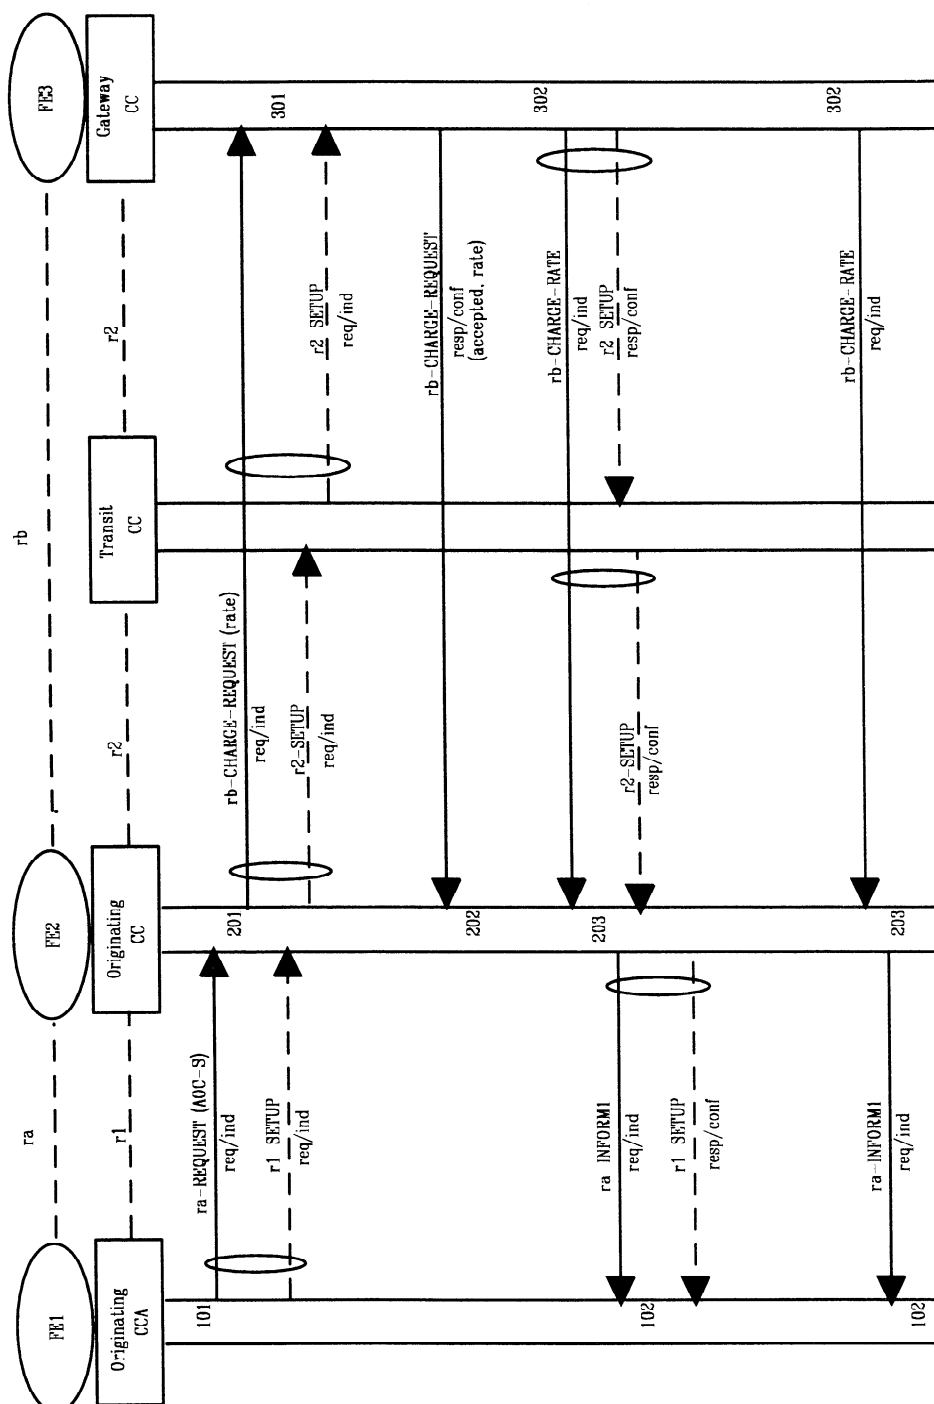 FE1
ra
FE2
rb
FE3
Originating
CCA
r1
Originating
CC
r2
Transit
CC
r2
Gateway
CC
101
ra-REQUEST (AOC-S)
req/ind
r1 SETUP
req/ind
201
rb-CHARGE-REQUEST (rate)
req/ind
r2-SETUP
req/ind
r2 SETUP
req/ind
301
rb-CHARGE-REQUEST
resp/conf
(accepted, rate)
202
rb-CHARGE-RATE
req/ind
302
r2 SETUP
resp/conf
r2-SETUP
resp/conf
203
ra INFORM1
req/ind
r1 SETUP
resp/conf
102
rb-CHARGE-RATE
req/ind
302
203
ra-INFORM1
req/ind
102